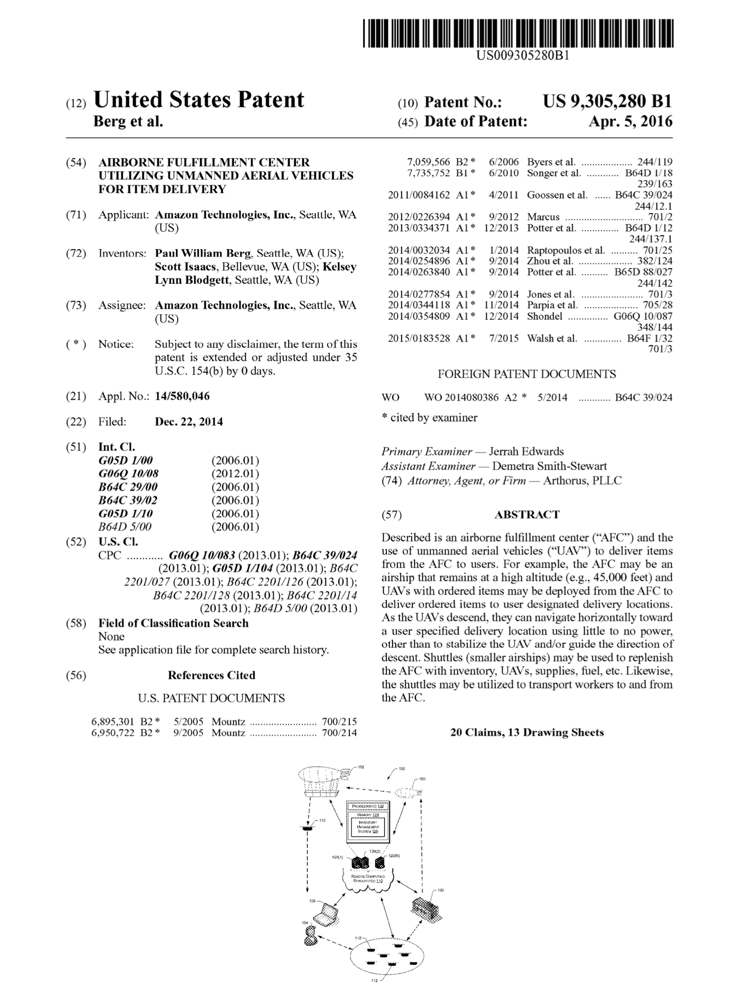 US009305280B1
(12) United States Patent
Berg et al.
(10) Patent No.: US 9,305,280 B1
(45) Date of Patent: Apr. 5, 2016
(54) AIRBORNE FULFILLMENT CENTER
UTILIZING UNMANNED AERIAL VEHICLES
FOR ITEM DELIVERY
(71) Applicant: Amazon Technologies, Inc., Seattle, WA
(US)
(72) Inventors: Paul William Berg, Seattle, WA (US);
Scott Isaacs, Bellevue, WA (US); Kelsey
Lynn Blodgett, Seattle, WA (US)
(73) Assignee: Amazon Technologies, Inc., Seattle, WA
(US)
( * ) Notice: Subject to any disclaimer, the term of this
patent is extended or adjusted under 35
U.S.C. 154(b) by 0 days.
(21) Appl. No.: 14/580,046
(22) Filed: Dec. 22, 2014
(51) Int. Cl.
G05D 1/00 (2006.01)
G06Q 10/08 (2012.01)
B64C 29/00 (2006.01)
B64C 39/02 (2006.01)
G05D 1/10 (2006.01)
B64D 5/00 (2006.01)
(52) U.S. Cl.
CPC ........... G06Q 10/083 (2013.01); B64C 39/024
(2013.01); G05D 1/104 (2013.01); B64C
2201/027 (2013.01); B64C 2201/126 (2013.01);
B64C 2201/128 (2013.01); B64C 2201/14
(2013.01); B64D 5/00 (2013.01)
(58) Field of Classification Search
None
See application file for complete search history.
(56) References Cited
U.S. PATENT DOCUMENTS
6,895,301 B2 * 5/2005 Mountz ......................... 700/215
6,950,722 B2 * 9/2005 Mountz ......................... 700/214
7,059,566 B2 * 6/2006 Byers et al. ................... 244/119
7,735,752 B1 * 6/2010 Songer et al. ............ B64D 1/18
239/163
2011/0084162 A1 * 4/2011 Goossen et al. ...... B64C 39/024
244/12.1
2012/0226394 A1 * 9/2012 Marcus ............................. 701/2
2013/0334371 A1 * 12/2013 Potter et al. .............. B64D 1/12
244/137.1
2014/0032034 A1 * 1/2014 Raptopoulos et al. .......... 701/25
2014/0254896 A1 * 9/2014 Zhou et al. .................... 382/124
2014/0263840 A1 * 9/2014 Potter et al. .......... B65D 88/027
244/142
2014/0277854 A1 * 9/2014 Jones et al. ....................... 701/3
2014/0344118 A1 * 11/2014 Parpia et al. .................... 705/28
2014/0354809 A1 * 12/2014 Shondel ............... G06Q 10/087
348/144
2015/0183528 A1 * 7/2015 Walsh et al. .............. B64F 1/32
701/3
FOREIGN PATENT DOCUMENTS
WO WO 2014080386 A2 * 5/2014 ............ B64C 39/024
* cited by examiner
Primary Examiner — Jerrah Edwards
Assistant Examiner — Demetra Smith-Stewart
(74) Attorney, Agent, or Firm — Arthorus, PLLC
(57) ABSTRACT
Described is an airborne fulfillment center (“AFC”) and the
use of unmanned aerial vehicles (“UAV”) to deliver items
from the AFC to users. For example, the AFC may be an
airship that remains at a high altitude (e.g., 45,000 feet) and
UAVs with ordered items may be deployed from the AFC to
deliver ordered items to user designated delivery locations.
As the UAVs descend, they can navigate horizontally toward
a user specified delivery location using little to no power,
other than to stabilize the UAV and/or guide the direction of
descent. Shuttles (smaller airships) may be used to replenish
the AFC with inventory, UAVs, supplies, fuel, etc. Likewise,
the shuttles may be utilized to transport workers to and from
the AFC.
20 Claims, 13 Drawing Sheets
102
100
150
PROCESSOR(S) 122
MEMORY 124
INVENTORY
MANAGEMENT
SYSTEM 126
112
120(1)
120(2)
120(N)
REMOTE COMPUTING
RESOURCE(S) 110
130
106
104
112
112